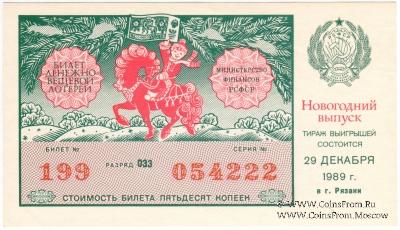 БИЛЕТ
ДЕНЕЖНО-
ВЕЩЕВОЙ
ЛОТЕРЕИ
МИНИСТЕРСТВО
ФИНАНСОВ
РСФСР
Новогодний
выпуск
ТИРАЖ ВЫИГРЫШЕЙ
СОСТОИТСЯ
29 ДЕКАБРЯ
1989 г.
в г. Рязани
БИЛЕТ №
РАЗРЯД 033
СЕРИЯ №
199
054222
СТОИМОСТЬ БИЛЕТА ПЯТЬДЕСЯТ КОПЕЕК
www.CoinsFrom.Ru
www.CoinsFrom.Ru